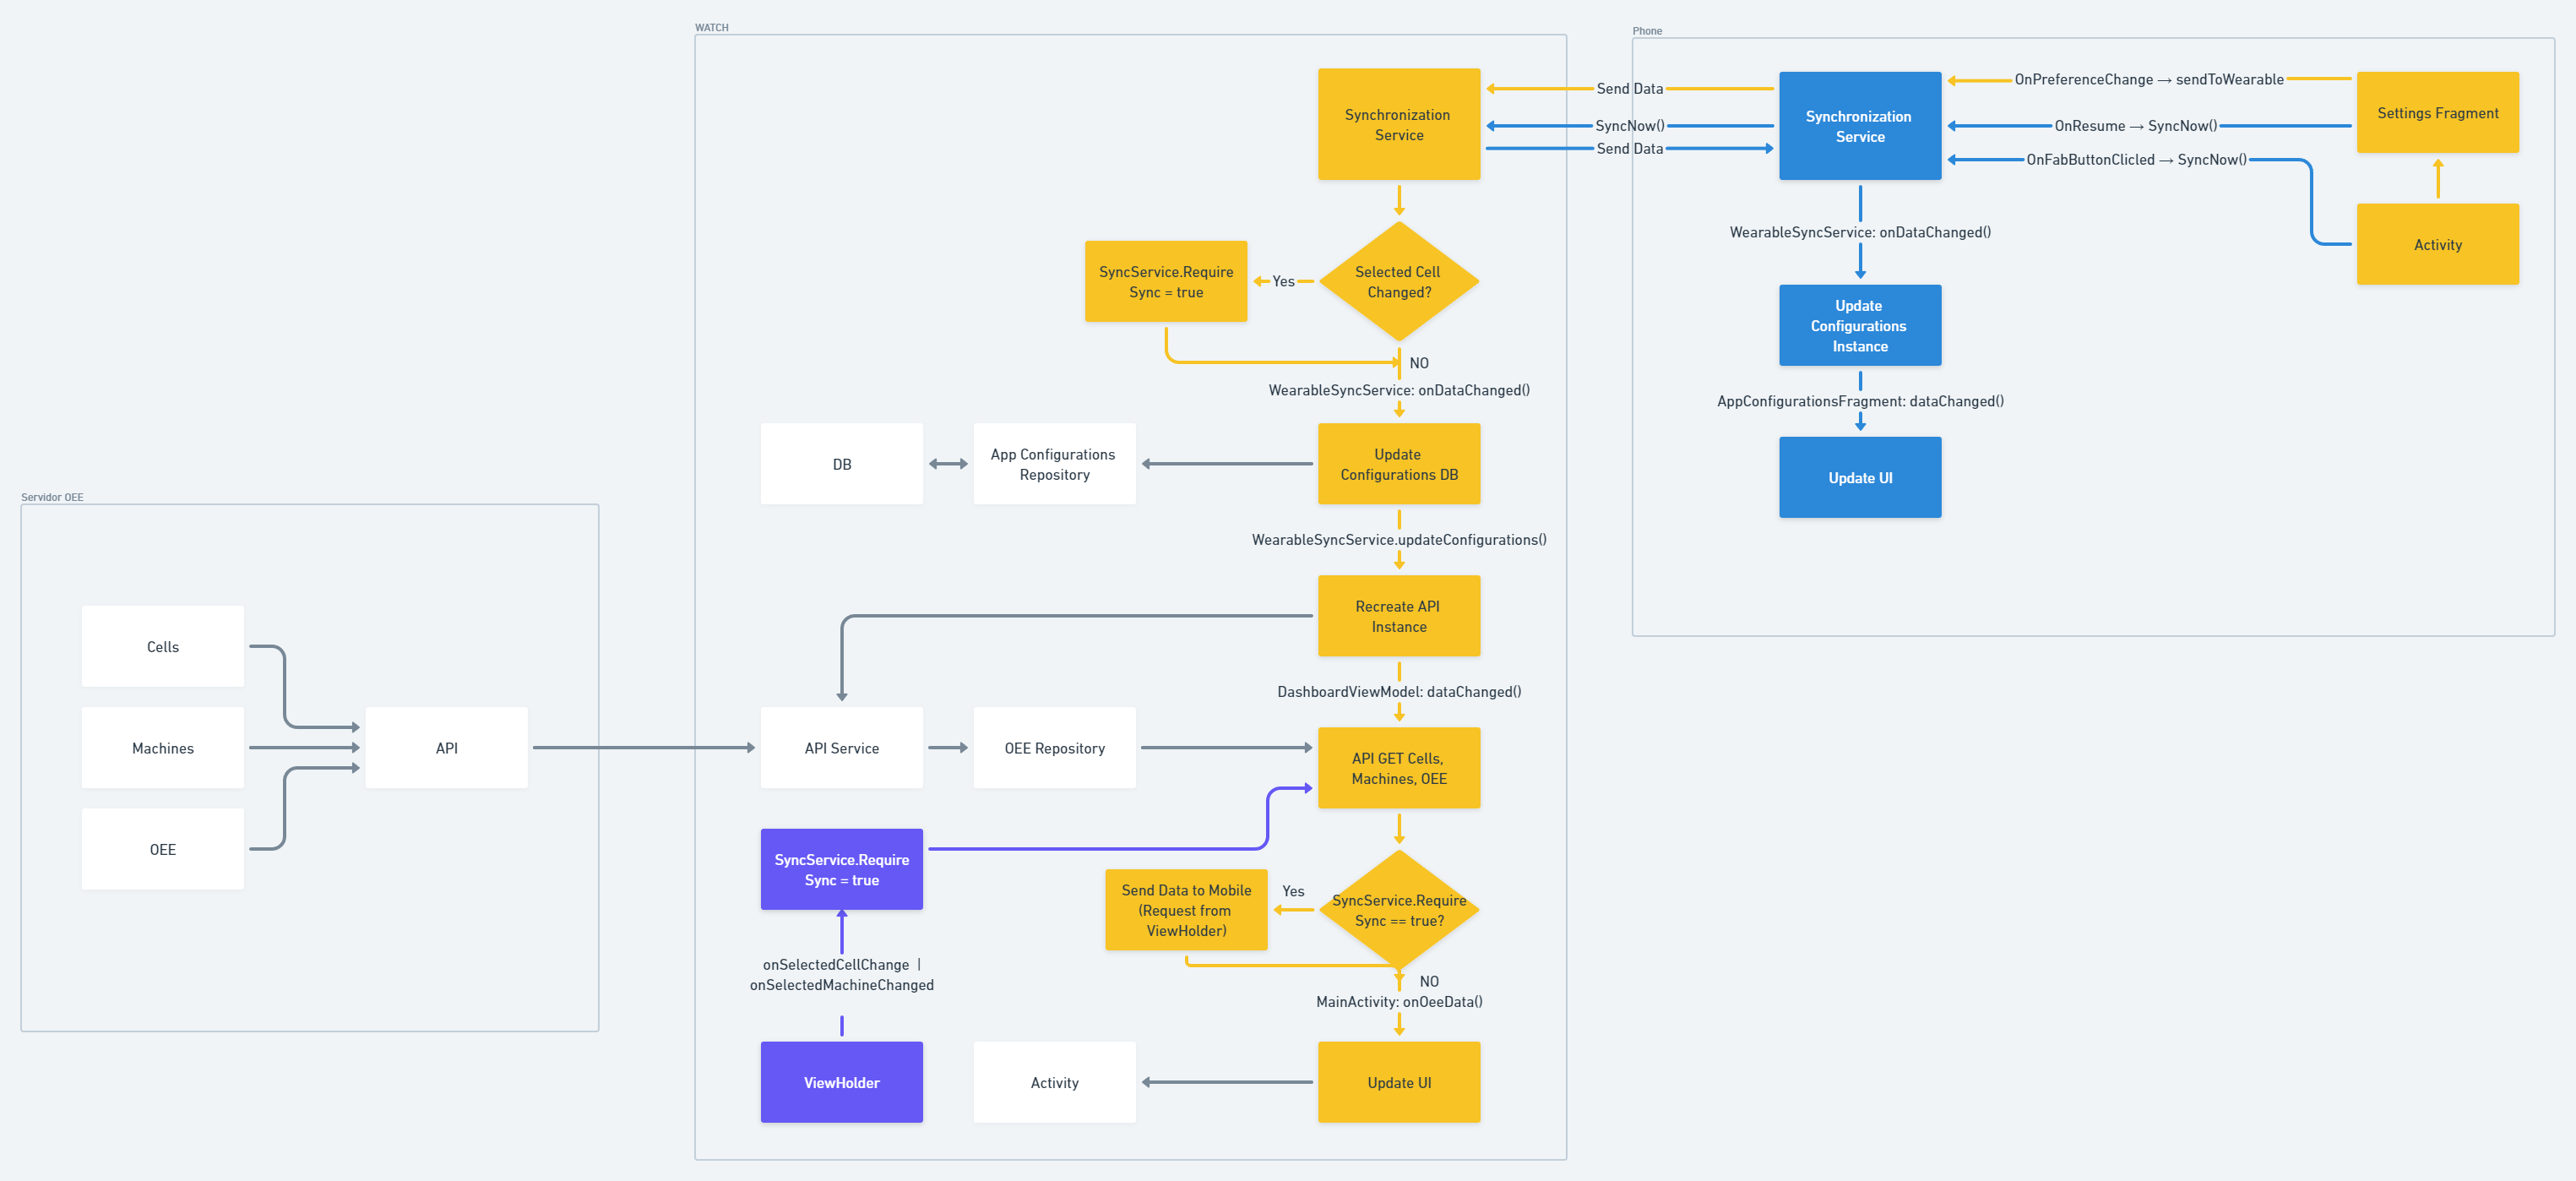 WATCH
Phone
Synchronization
Service
Send Data
SyncNow()
Send Data
Synchronization
Service
OnPreferenceChange → sendToWearable
OnResume → SyncNow()
OnFabButtonClicled → SyncNow()
Settings Fragment
Activity
WearableSyncService: onDataChanged()
Update
Configurations
Instance
AppConfigurationsFragment: dataChanged()
Update UI
SyncService.Require
Sync = true
Yes
Selected Cell
Changed?
NO
WearableSyncService: onDataChanged()
DB
App Configurations
Repository
Update
Configurations DB
WearableSyncService.updateConfigurations()
Recreate API
Instance
DashboardViewModel: dataChanged()
Servidor OEE
Cells
Machines
OEE
API
API Service
OEE Repository
API GET Cells,
Machines, OEE
SyncService.Require
Sync = true
Send Data to Mobile
(Request from
ViewHolder)
Yes
SyncService.Require
Sync == true?
onSelectedCellChange |
onSelectedMachineChanged
NO
MainActivity: onOeeData()
ViewHolder
Activity
Update UI